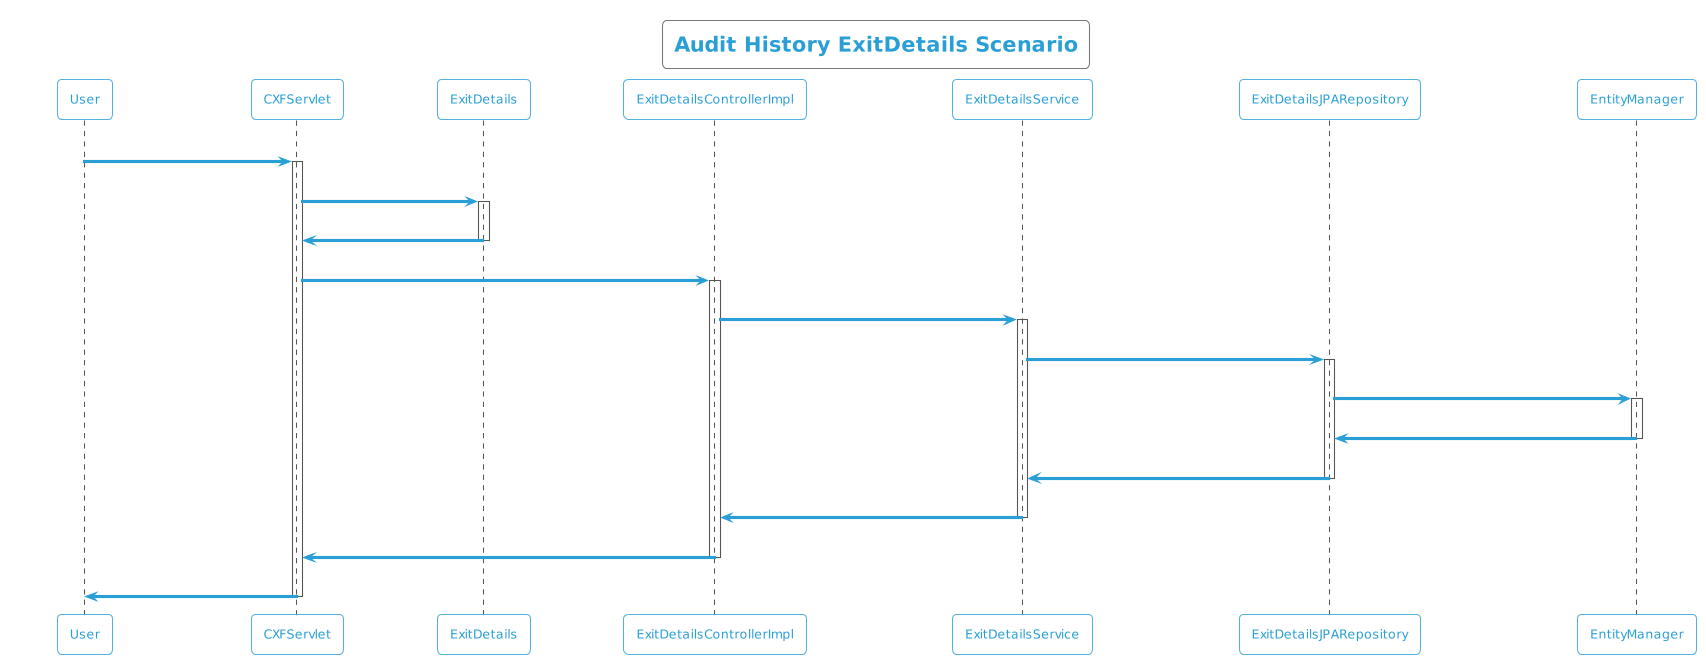 Audit History ExitDetails Scenario
User
CXFServlet
ExitDetails
ExitDetailsControllerImpl
ExitDetailsService
ExitDetailsJPARepository
EntityManager
User
CXFServlet
ExitDetails
ExitDetailsControllerImpl
ExitDetailsService
ExitDetailsJPARepository
EntityManager